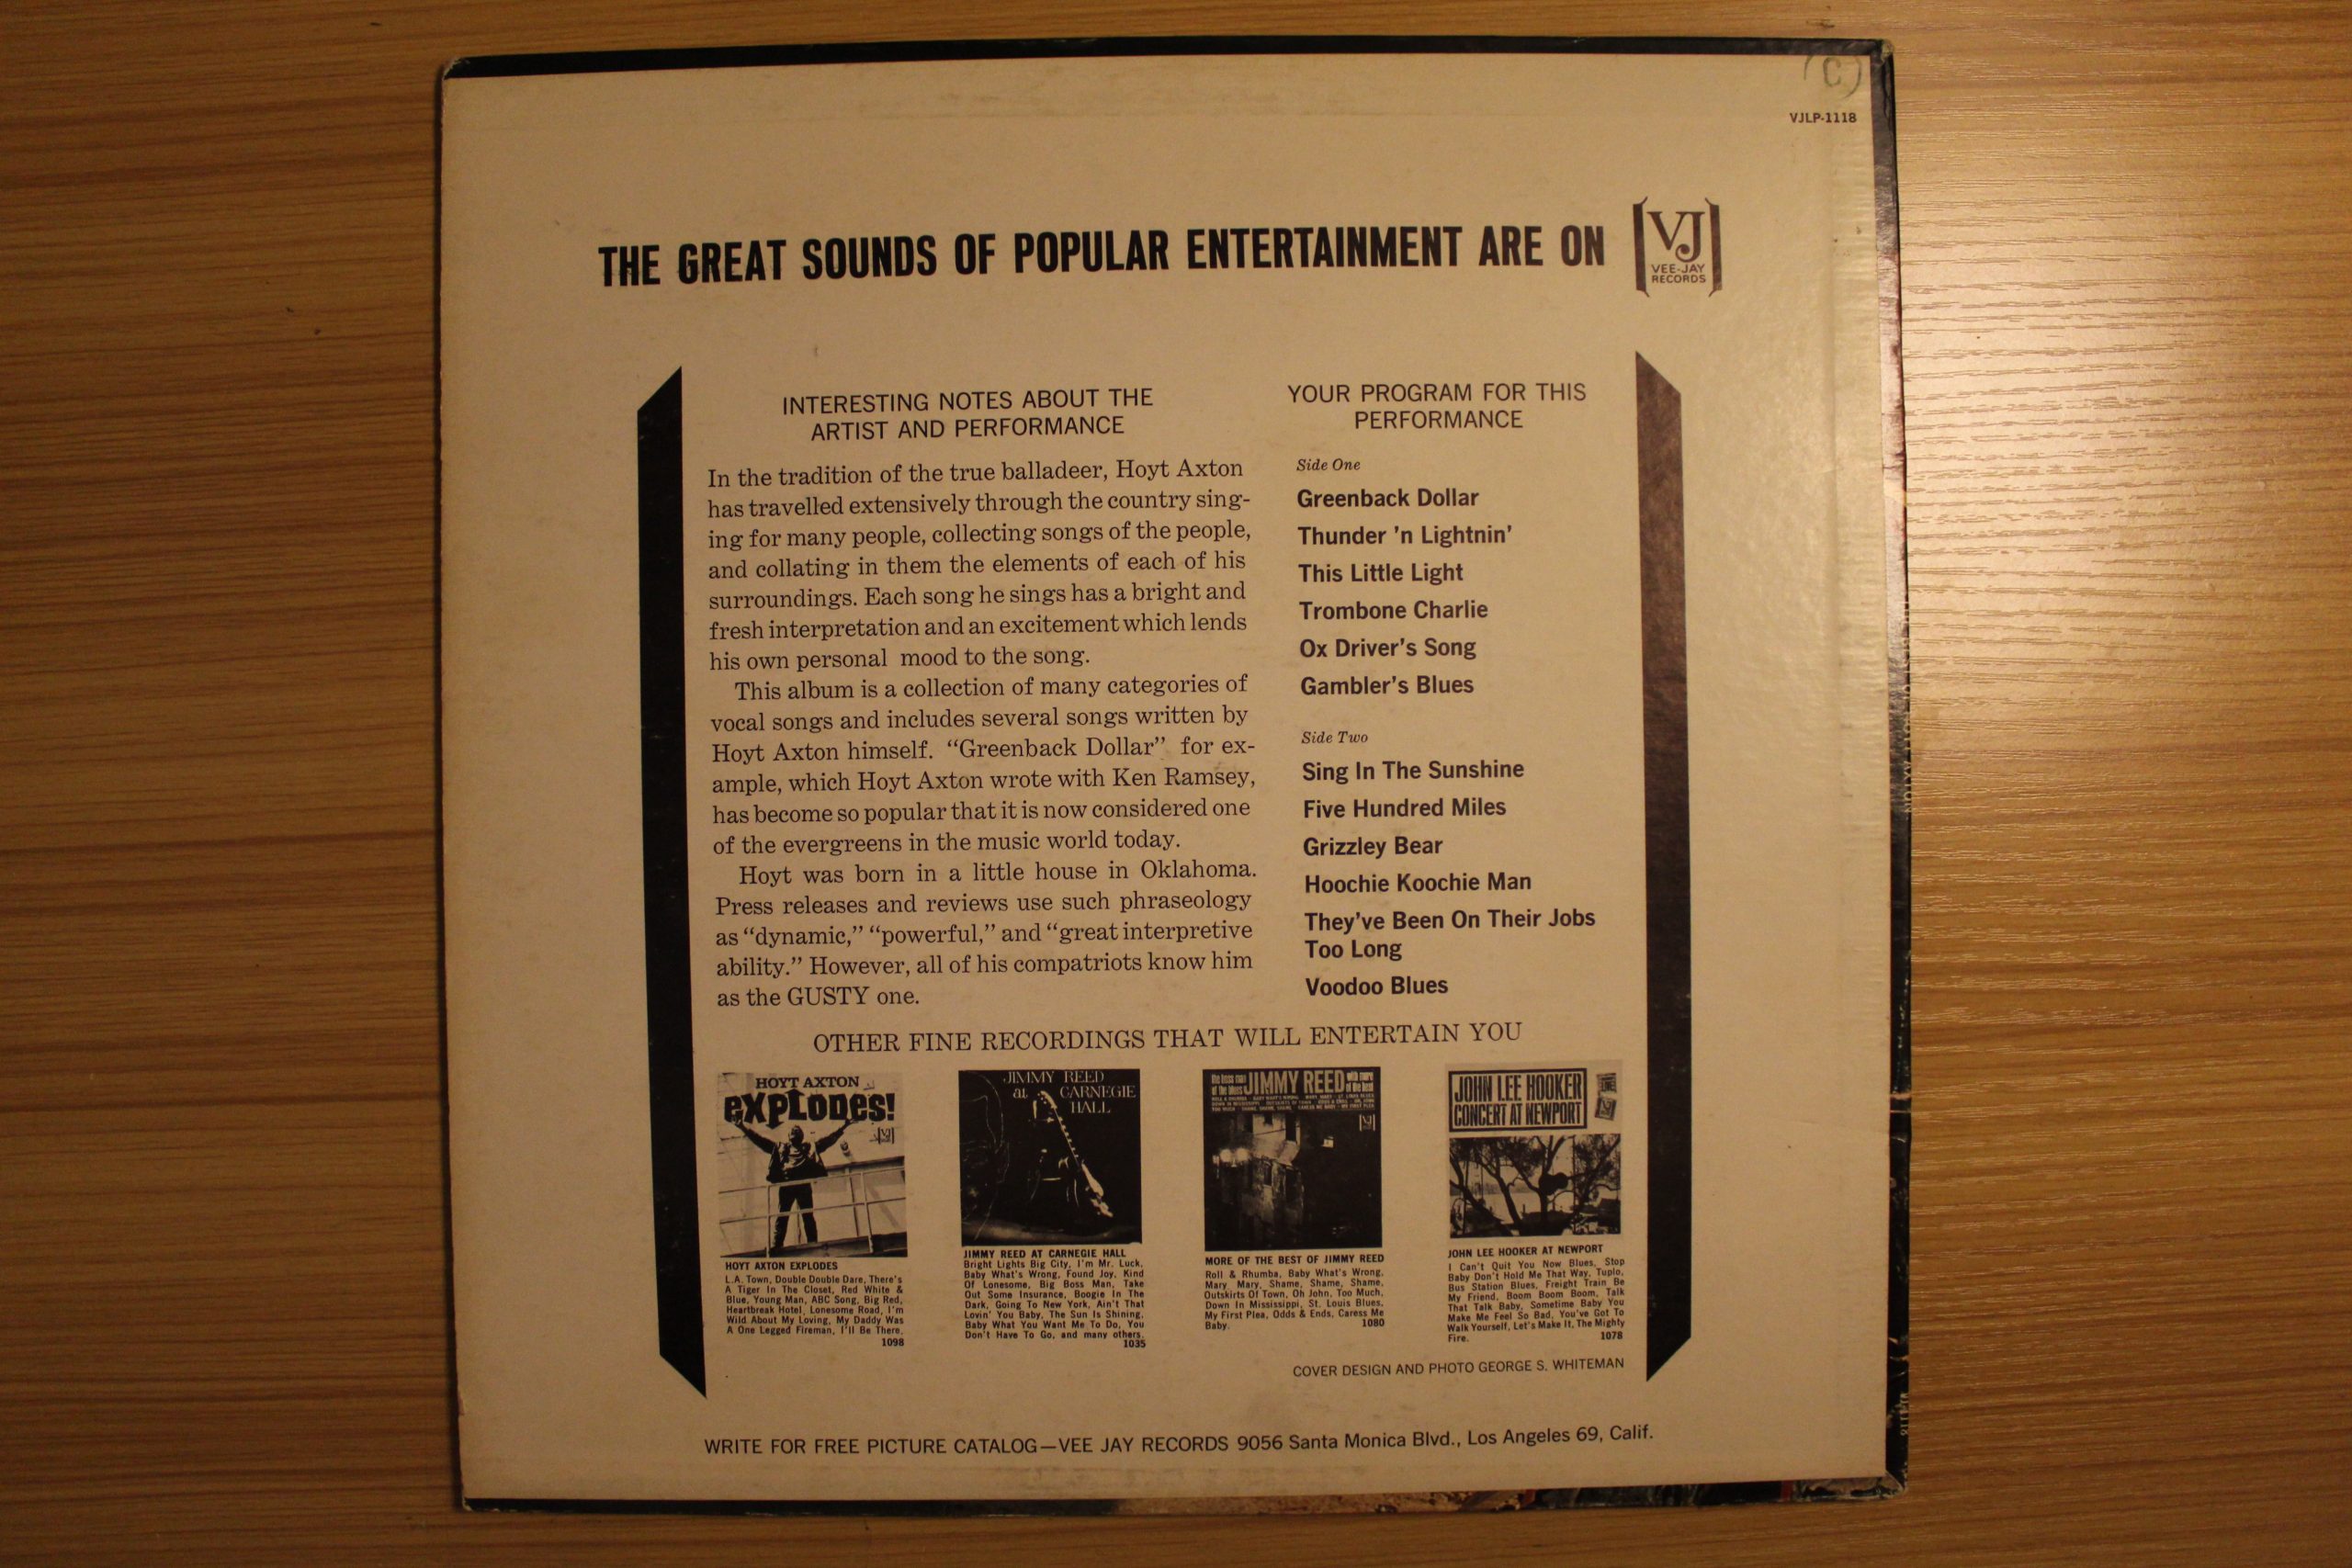 (C)
VJLP-1118
THE GREAT SOUNDS OF POPULAR ENTERTAINMENT ARE ON
VJ
VEE-JAY
RECORDS
INTERESTING NOTES ABOUT THE
ARTIST AND PERFORMANCE
In the tradition of the true balladeer, Hoyt Axton
has travelled extensively through the country sing-
ing for many people, collecting songs of the people,
and collating in them the elements of each of his
surroundings. Each song he sings has a bright and
fresh interpretation and an excitement which lends
his own personal mood to the song.
This album is a collection of many categories of
vocal songs and includes several songs written by
Hoyt Axton himself. “Greenback Dollar” for ex-
ample, which Hoyt Axton wrote with Ken Ramsey,
has become so popular that it is now considered one
of the evergreens in the music world today.
Hoyt was born in a little house in Oklahoma.
Press releases and reviews use such phraseology
as “dynamic,” “powerful,” and “great interpretive
ability.” However, all of his compatriots know him
as the GUSTY one.
YOUR PROGRAM FOR THIS
PERFORMANCE
Side One
Greenback Dollar
Thunder ’n Lightnin’
This Little Light
Trombone Charlie
Ox Driver’s Song
Gambler’s Blues
Side Two
Sing In The Sunshine
Five Hundred Miles
Grizzley Bear
Hoochie Koochie Man
They’ve Been On Their Jobs
Too Long
Voodoo Blues
OTHER FINE RECORDINGS THAT WILL ENTERTAIN YOU
HOYT AXTON
eXPLODes!
VJ
HOYT AXTON EXPLODES
L.A. Town, Double Double Dare, There’s
A Tiger In The Closet, Red White &
Blue, Young Man, ABC Song, Big Red,
Heartbreak Hotel, Lonesome Road, I’m
Wild About My Loving, My Daddy Was
A One Legged Fireman, I’ll Be There.
1098
JIMMY REED
at CARNEGIE
HALL
JIMMY REED AT CARNEGIE HALL
Bright Lights Big City, I’m Mr. Luck,
Baby What’s Wrong, Found Joy, Kind
Of Lonesome, Big Boss Man, Take
Out Some Insurance, Boogie In The
Dark, Going To New York, Ain’t That
Lovin’ You Baby, The Sun Is Shining,
Baby What You Want Me To Do, You
Don’t Have To Go, and many others.
1035
JIMMY REED
VJ
MORE OF THE BEST OF JIMMY REED
Roll & Rhumba, Baby What’s Wrong,
Mary Mary, Shame, Shame, Shame,
Outskirts Of Town, Oh John, Too Much,
Down In Mississippi, St. Louis Blues,
My First Plea, Odds & Ends, Caress Me
Baby. 1080
JOHN LEE HOOKER
CONCERT AT NEWPORT
JOHN LEE HOOKER AT NEWPORT
I Can’t Quit You Now Blues, Stop
Baby Don’t Hold Me That Way, Tuplo,
Bus Station Blues, Freight Train Be
My Friend, Boom Boom Boom, Talk
That Talk Baby, Sometime Baby You
Make Me Feel So Bad, You’ve Got To
Walk Yourself, Let’s Make It, The Mighty
Fire. 1078
COVER DESIGN AND PHOTO GEORGE S. WHITEMAN
WRITE FOR FREE PICTURE CATALOG—VEE JAY RECORDS 9056 Santa Monica Blvd., Los Angeles 69, Calif.